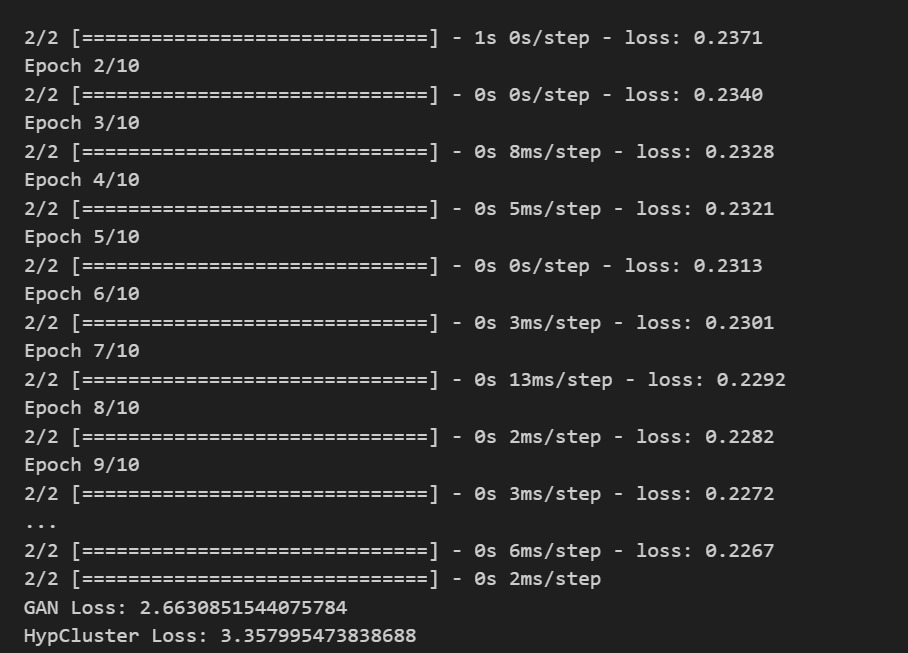 2/2 [==============================] - 1s 0s/step - loss: 0.2371
Epoch 2/10
2/2 [==============================] - 0s 0s/step - loss: 0.2340
Epoch 3/10
2/2 [==============================] - 0s 8ms/step - loss: 0.2328
Epoch 4/10
2/2 [==============================] - 0s 5ms/step - loss: 0.2321
Epoch 5/10
2/2 [==============================] - 0s 0s/step - loss: 0.2313
Epoch 6/10
2/2 [==============================] - 0s 3ms/step - loss: 0.2301
Epoch 7/10
2/2 [==============================] - 0s 13ms/step - loss: 0.2292
Epoch 8/10
2/2 [==============================] - 0s 2ms/step - loss: 0.2282
Epoch 9/10
2/2 [==============================] - 0s 3ms/step - loss: 0.2272
...
2/2 [==============================] - 0s 6ms/step - loss: 0.2267
2/2 [==============================] - 0s 2ms/step
GAN Loss: 2.6630851544075784
HypCluster Loss: 3.357995473838688